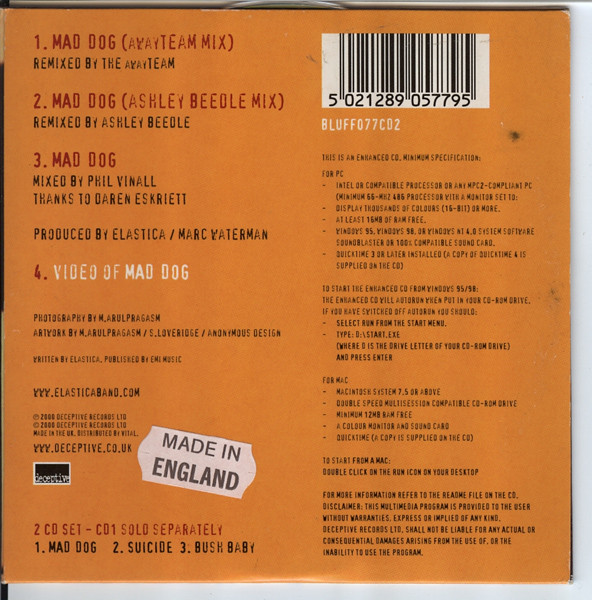 1. MAD DOG (AWAYTEAM MIX)
REMIXED BY THE AWAYTEAM
2. MAD DOG (ASHLEY BEEDLE MIX)
REMIXED BY ASHLEY BEEDLE
3. MAD DOG
MIXED BY PHIL VINALL
THANKS TO DAREN ESKRIETT
PRODUCED BY ELASTICA / MARC WATERMAN
4. VIDEO OF MAD DOG
PHOTOGRAPHY BY M.ARULPRAGASM
ARTWORK BY M.ARULPRAGASM / S.LOVERIDGE / ANONYMOUS DESIGN
WRITTEN BY ELASTICA. PUBLISHED BY EMI MUSIC
WWW.ELASTICABAND.COM
℗ 2000 DECEPTIVE RECORDS LTD
© 2000 DECEPTIVE RECORDS LTD
MADE IN THE UK. DISTRIBUTED BY VITAL.
WWW.DECEPTIVE.CO.UK
deceptive
MADE IN
ENGLAND
2 CD SET - CD1 SOLD SEPARATELY
1. MAD DOG 2. SUICIDE 3. BUSH BABY
5 021289 057795
BLUFF077CD2
THIS IS AN ENHANCED CD, MINIMUM SPECIFICATION:
FOR PC
- INTEL OR COMPATIBLE PROCESSOR OR ANY MPC2-COMPLIANT PC
(MINIMUM 66-MHZ 486 PROCESSOR WITH A MONITOR SET TO:
- DISPLAY THOUSANDS OF COLOURS (16-BIT) OR MORE.
- AT LEAST 16MB OF RAM FREE.
- WINDOWS 95, WINDOWS 98, OR WINDOWS NT 4.0 SYSTEM SOFTWARE
SOUNDBLASTER OR 100% COMPATIBLE SOUND CARD.
- QUICKTIME 3 OR LATER INSTALLED (A COPY OF QUICKTIME 4 IS
SUPPLIED ON THE CD)
TO START THE ENHANCED CD FROM WINDOWS 95/98:
THE ENHANCED CD WILL AUTORUN WHEN PUT IN YOUR CD-ROM DRIVE.
IF YOU HAVE SWITCHED OFF AUTORUN YOU SHOULD:
- SELECT RUN FROM THE START MENU.
- TYPE: D:\START.EXE
(WHERE D IS THE DRIVE LETTER OF YOUR CD-ROM DRIVE)
AND PRESS ENTER
FOR MAC
- MACINTOSH SYSTEM 7.5 OR ABOVE
- DOUBLE SPEED MULTISESSION COMPATIBLE CD-ROM DRIVE
- MINIMUM 12MB RAM FREE
- A COLOUR MONITOR AND SOUND CARD
- QUICKTIME (A COPY IS SUPPLIED ON THE CD)
TO START FROM A MAC:
DOUBLE CLICK ON THE RUN ICON ON YOUR DESKTOP
FOR MORE INFORMATION REFER TO THE README FILE ON THE CD.
DISCLAIMER: THIS MULTIMEDIA PROGRAM IS PROVIDED TO THE USER
WITHOUT WARRANTIES, EXPRESS OR IMPLIED OF ANY KIND.
DECEPTIVE RECORDS LTD, SHALL NOT BE LIABLE FOR ANY ACTUAL OR
CONSEQUENTIAL DAMAGES ARISING FROM THE USE OF, OR THE
INABILITY TO USE THE PROGRAM.